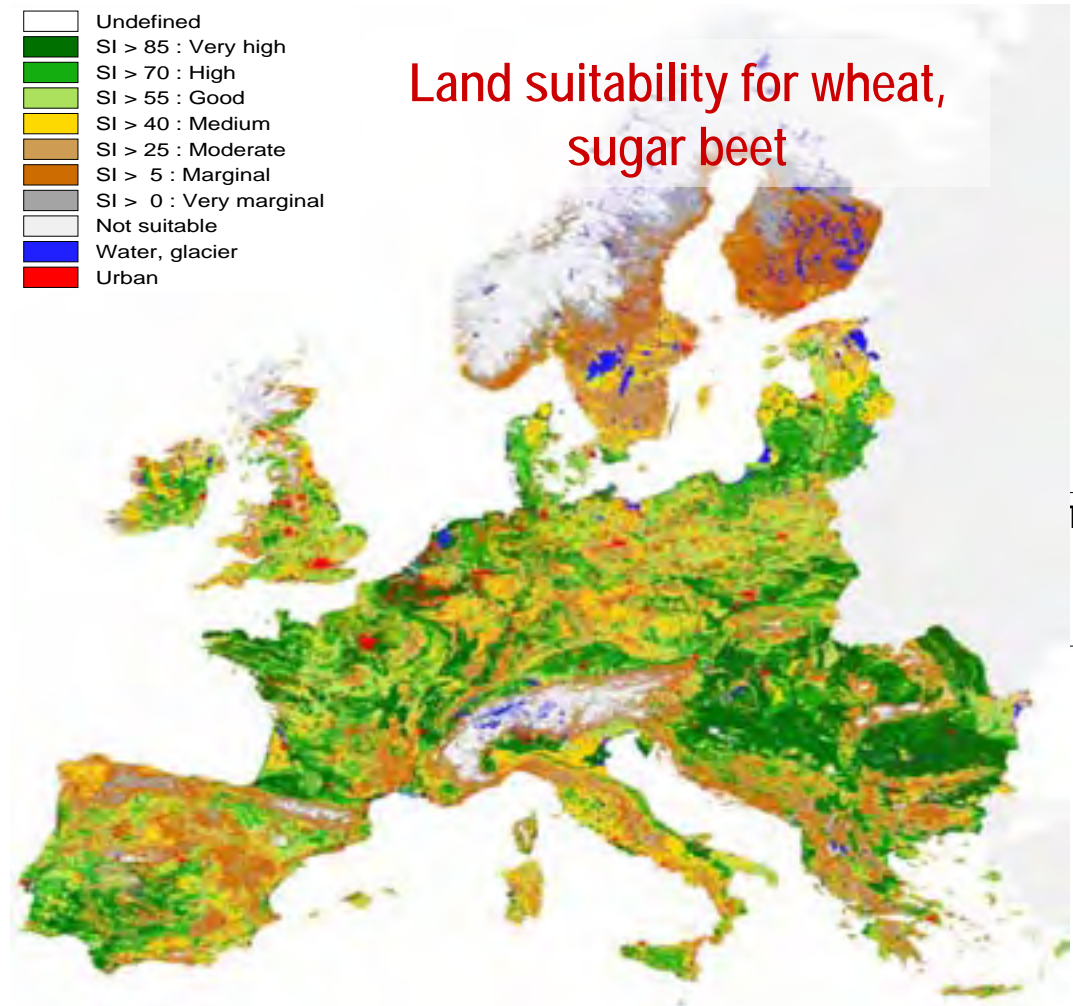 Undefined
SI > 85 : Very high
SI > 70 : High
SI > 55 : Good
SI > 40 : Medium
SI > 25 : Moderate
SI > 5 : Marginal
SI > 0 : Very marginal
Not suitable
Water, glacier
Urban
Land suitability for wheat,
sugar beet